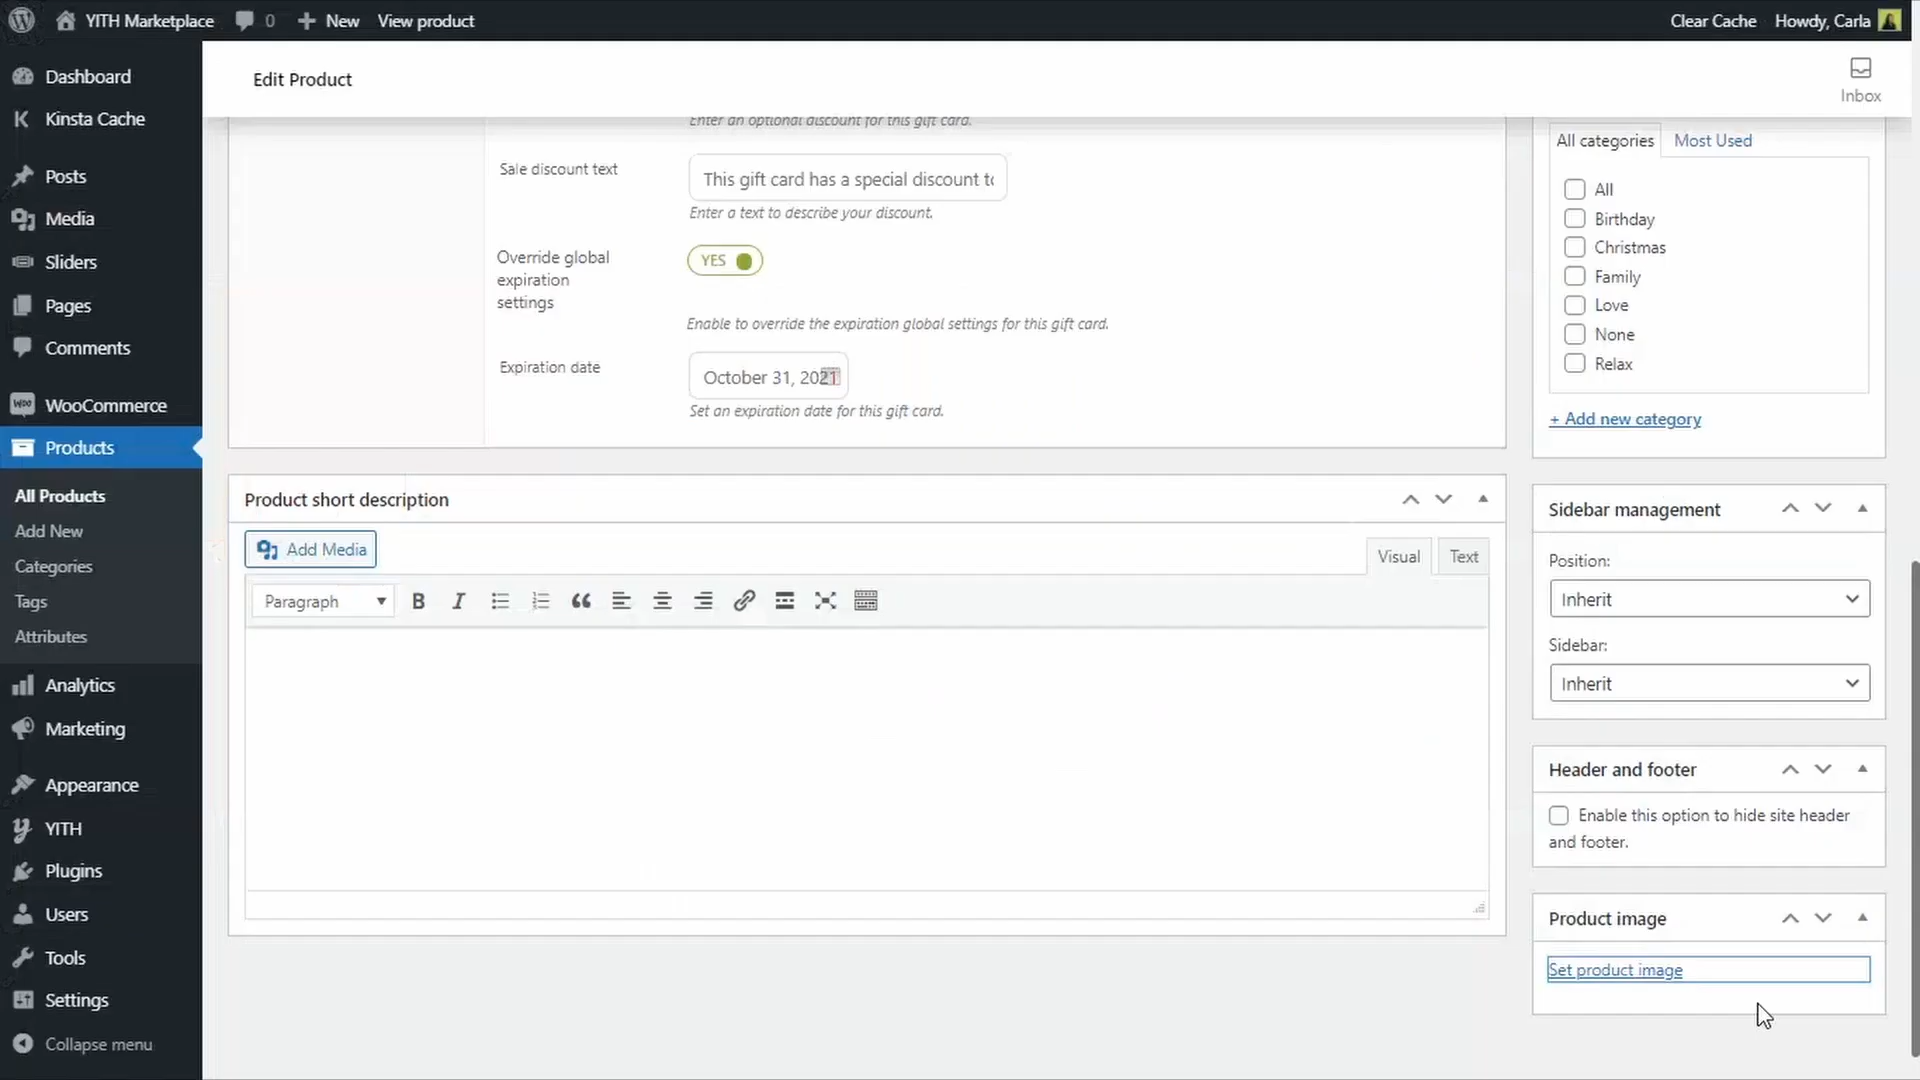 YITH Marketplace
0
New
View product
Clear Cache
Howdy, Carla
Dashboard
Kinsta Cache
Posts
Media
Sliders
Pages
Comments
WooCommerce
Products
All Products
Add New
Categories
Tags
Attributes
Analytics
Marketing
Appearance
YITH
Plugins
Users
Tools
Settings
Collapse menu
Edit Product
Inbox
Enter an optional discount for this gift card.
Sale discount text
This gift card has a special discount to
Enter a text to describe your discount.
Override global
expiration
settings
YES
Enable to override the expiration global settings for this gift card.
Expiration date
October 31, 2021
Set an expiration date for this gift card.
Product short description
Add Media
Visual
Text
Paragraph
All categories
Most Used
All
Birthday
Christmas
Family
Love
None
Relax
+ Add new category
Sidebar management
Position:
Inherit
Sidebar:
Inherit
Header and footer
Enable this option to hide site header
and footer.
Product image
Set product image